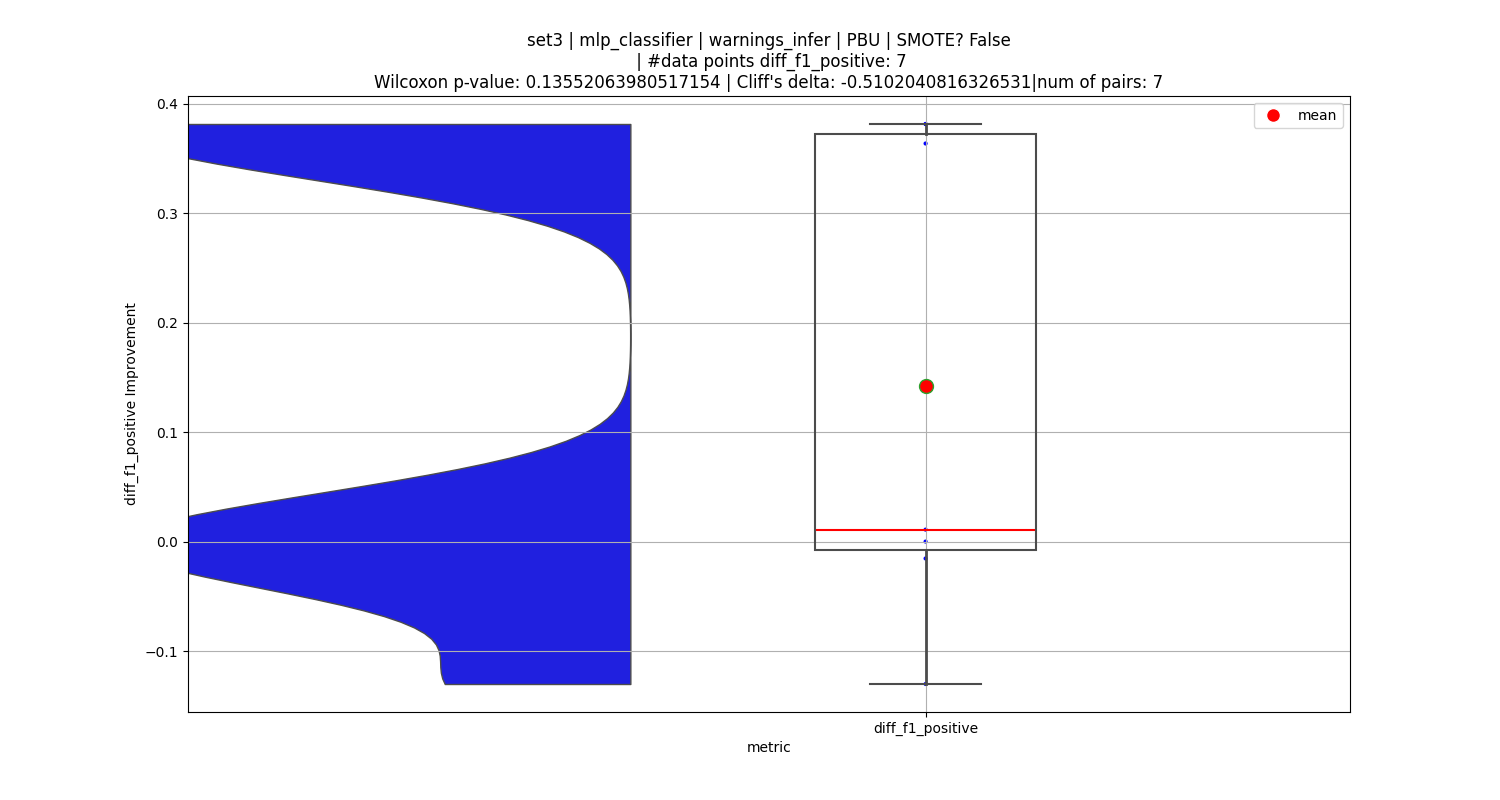 set3 | mlp_classifier | warnings_infer | PBU | SMOTE? False
| #data points diff_f1_positive: 7
Wilcoxon p-value: 0.13552063980517154 | Cliff's delta: -0.5102040816326531|num of pairs: 7
mean
0.4
0.3
0.2
0.1
0.0
−0.1
diff_f1_positive Improvement
diff_f1_positive
metric